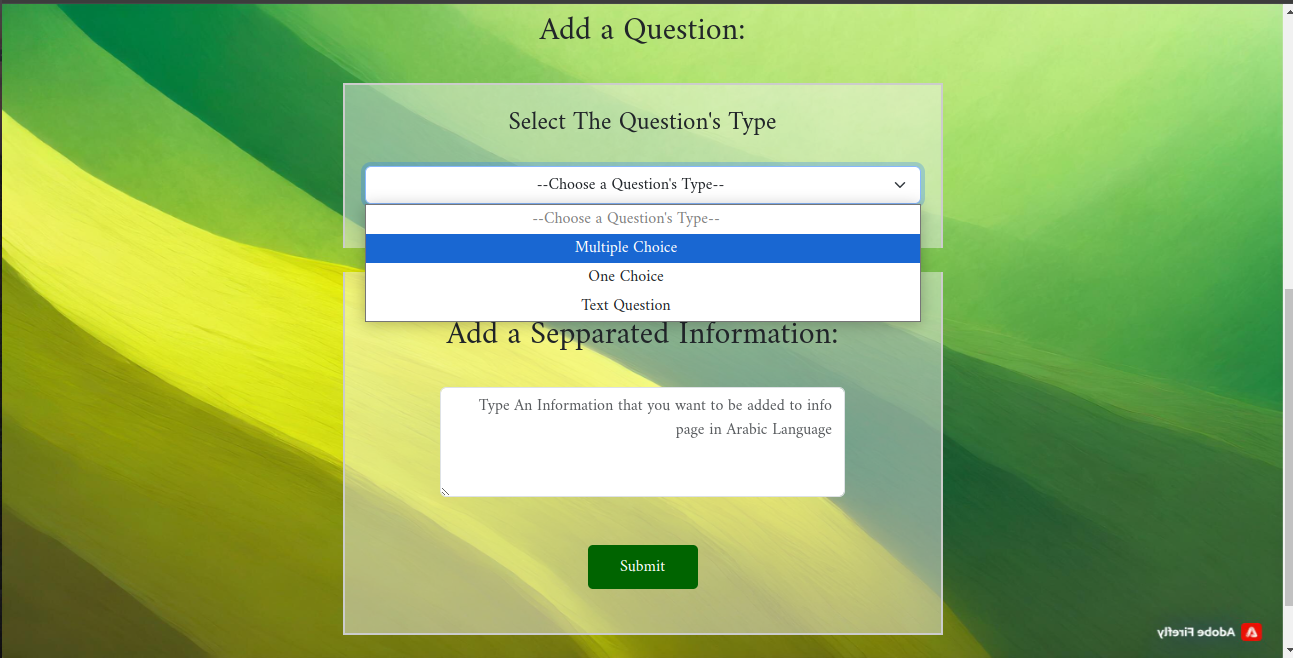 Add a Question:
Select The Question's Type
--Choose a Question's Type--
--Choose a Question's Type--
Multiple Choice
One Choice
Text Question
Add a Sepparated Information:
Type An Information that you want to be added to info
page in Arabic Language
Submit
Adobe Firefly